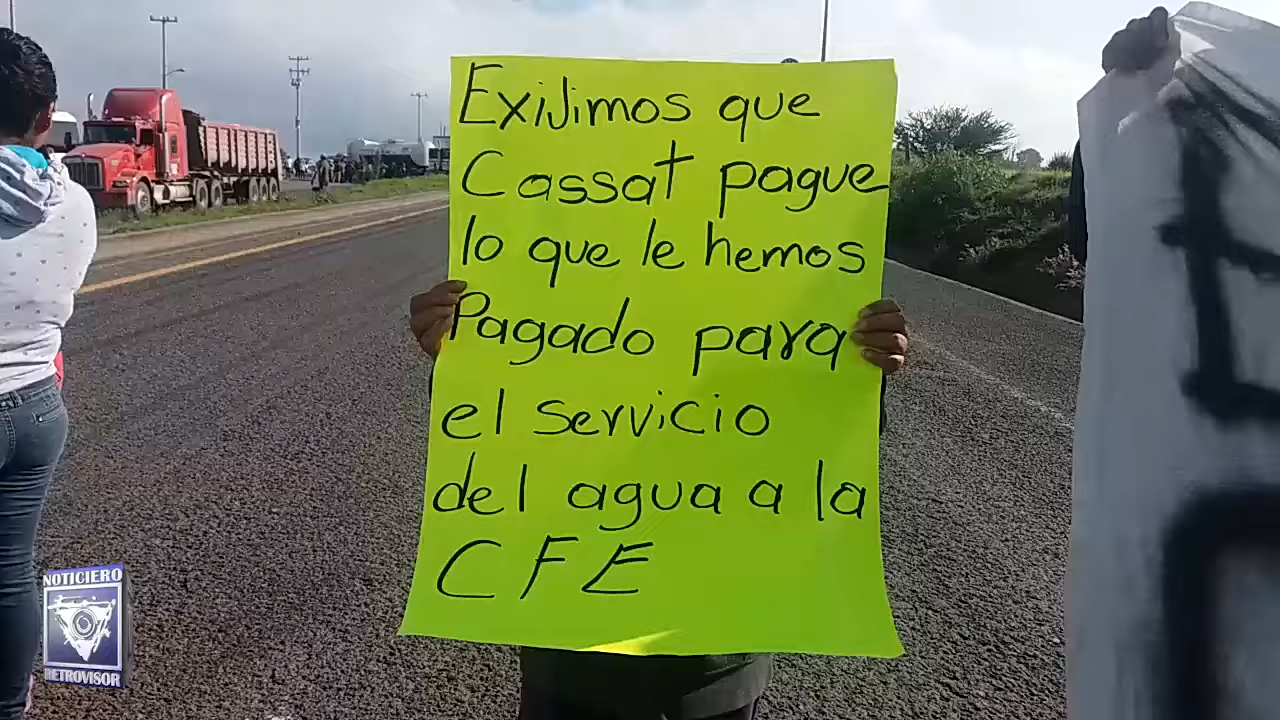 Exijimos que
Cassat pague
lo que le hemos
Pagado para
el servicio
del agua a la
CFE
NOTICIERO
RETROVISOR